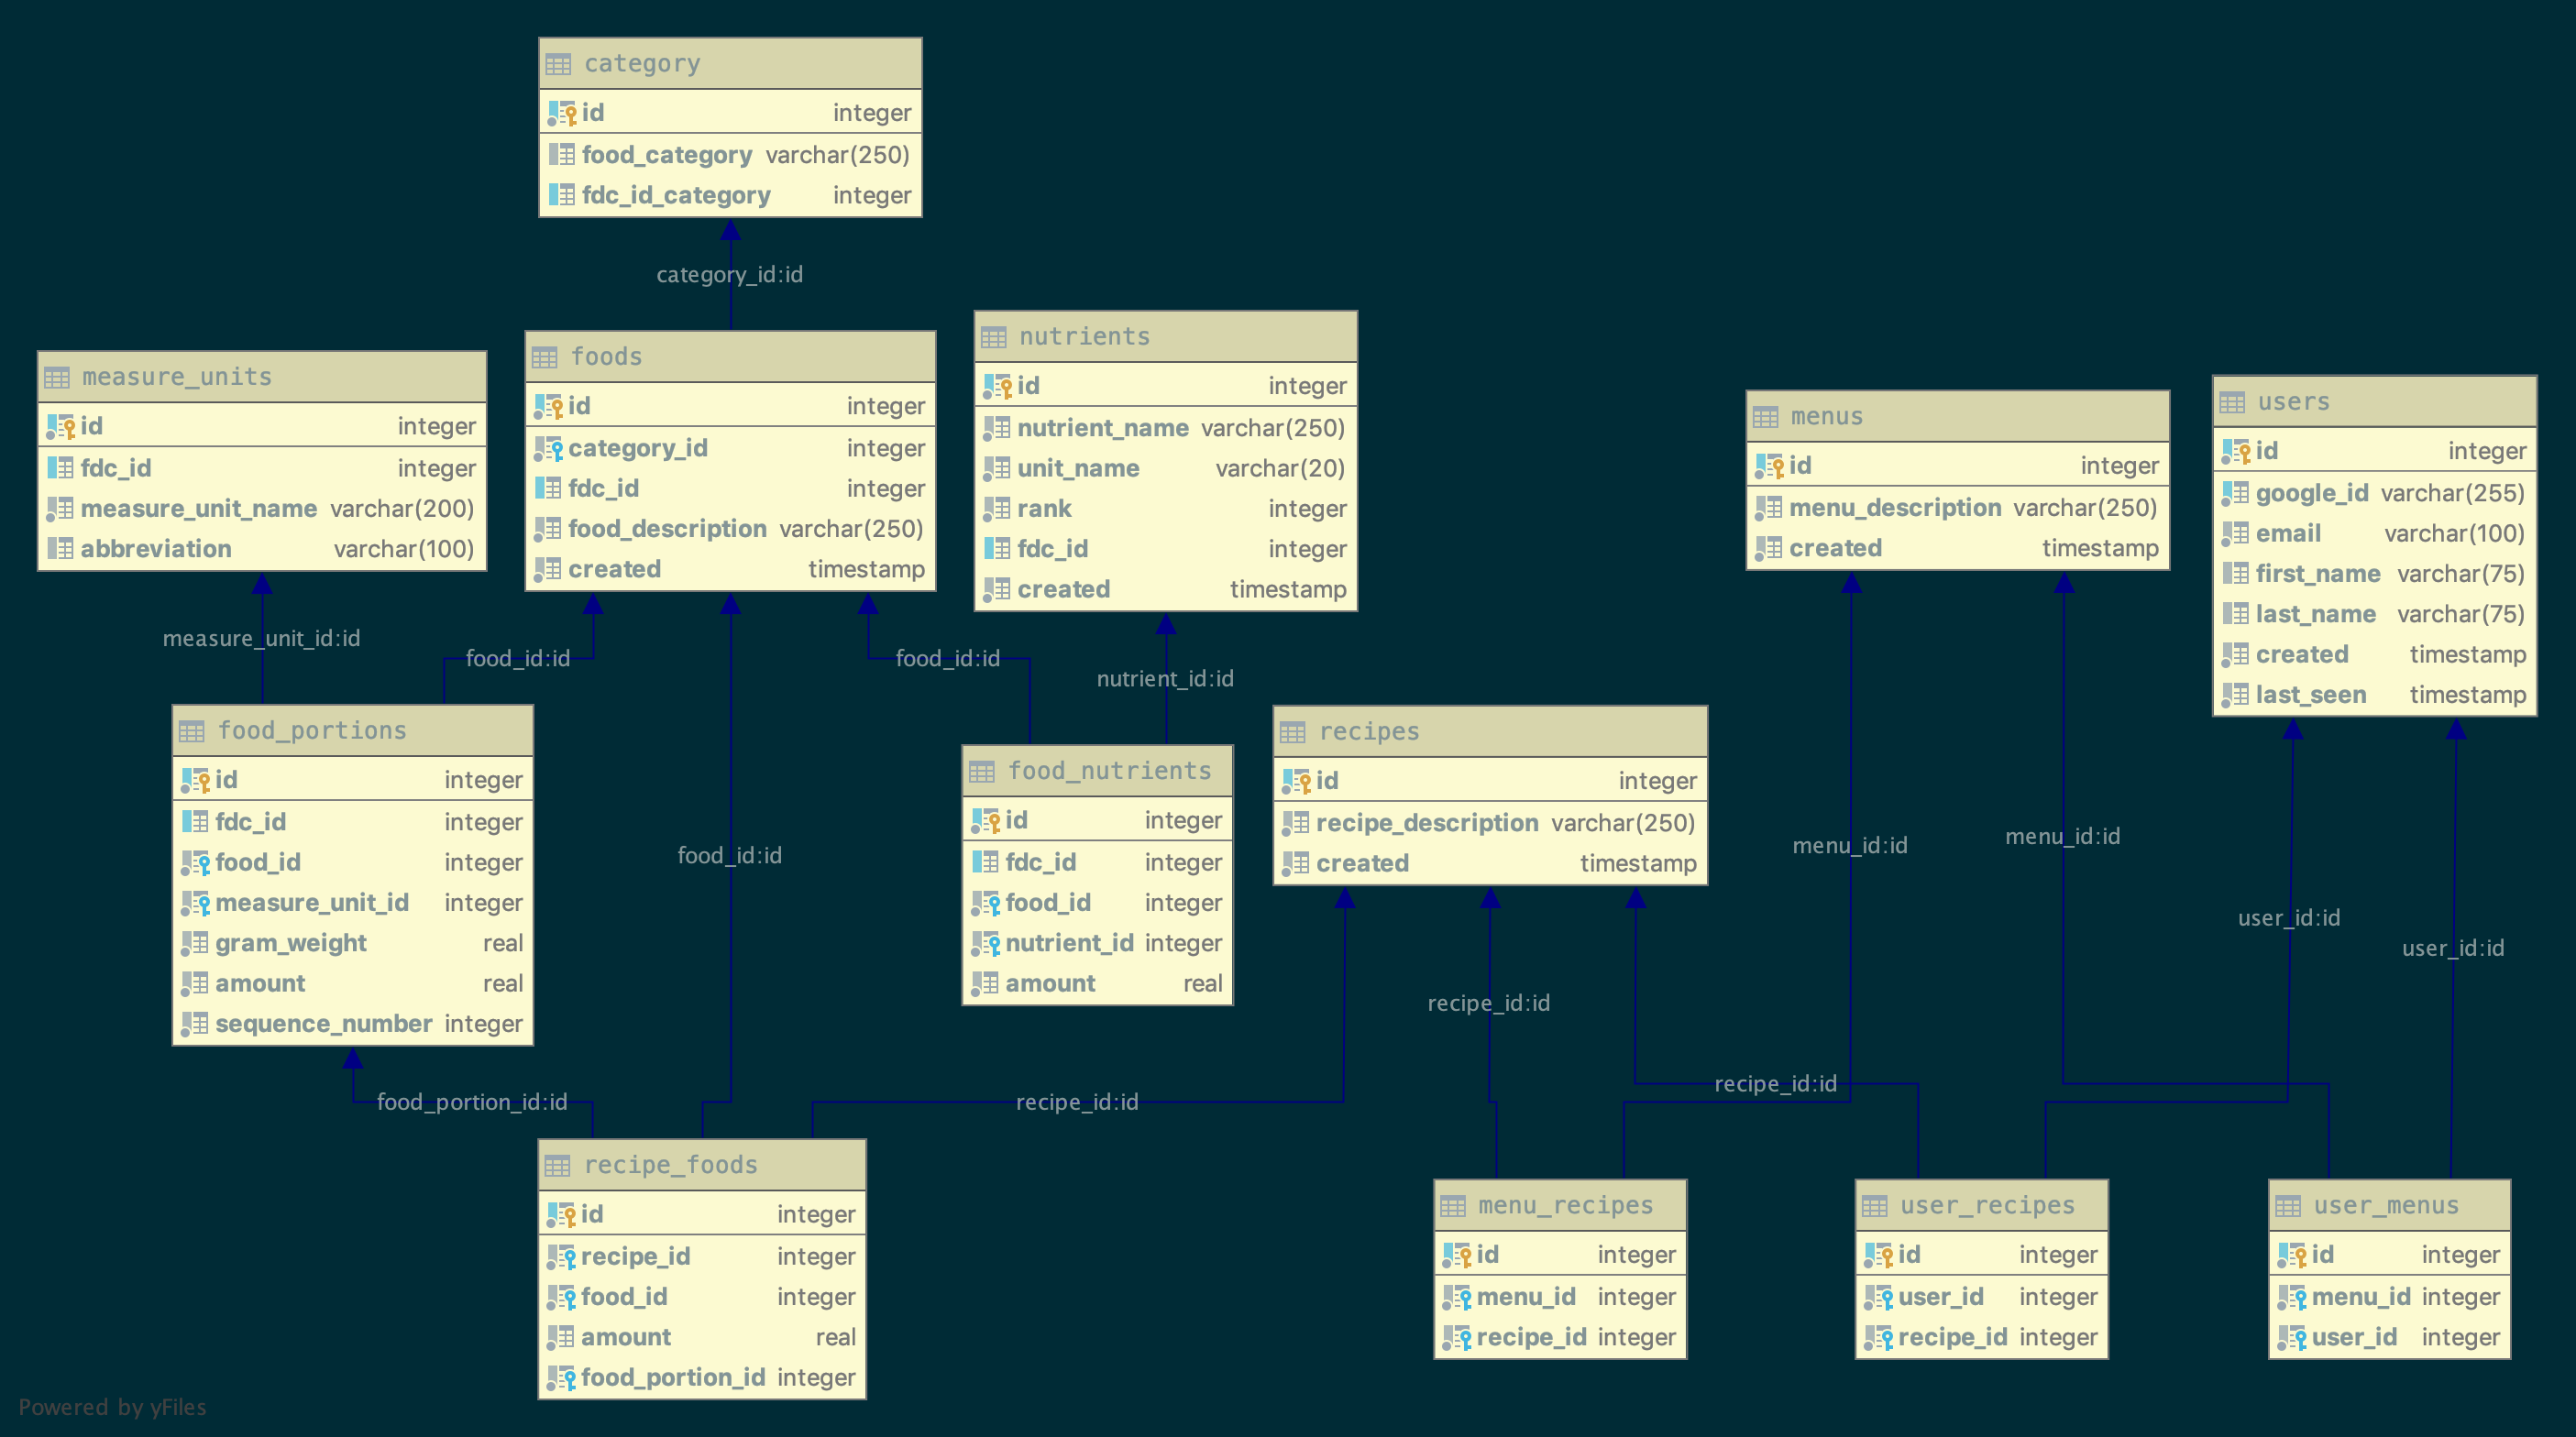 category
id integer
food_category varchar(250)
fdc_id_category integer
category_id:id
measure_units
id integer
fdc_id integer
measure_unit_name varchar(200)
abbreviation varchar(100)
foods
id integer
category_id integer
fdc_id integer
food_description varchar(250)
created timestamp
nutrients
id integer
nutrient_name varchar(250)
unit_name varchar(20)
rank integer
fdc_id integer
created timestamp
menus
id integer
menu_description varchar(250)
created timestamp
users
id integer
google_id varchar(255)
email varchar(100)
first_name varchar(75)
last_name varchar(75)
created timestamp
last_seen timestamp
measure_unit_id:id
food_id:id
food_id:id
nutrient_id:id
food_portions
id integer
fdc_id integer
food_id integer
measure_unit_id integer
gram_weight real
amount real
sequence_number integer
food_id:id
food_nutrients
id integer
fdc_id integer
food_id integer
nutrient_id integer
amount real
recipes
id integer
recipe_description varchar(250)
created timestamp
menu_id:id
menu_id:id
user_id:id
user_id:id
recipe_id:id
food_portion_id:id
recipe_id:id
recipe_id:id
recipe_foods
id integer
recipe_id integer
food_id integer
amount real
food_portion_id integer
menu_recipes
id integer
menu_id integer
recipe_id integer
user_recipes
id integer
user_id integer
recipe_id integer
user_menus
id integer
menu_id integer
user_id integer
Powered by yFiles